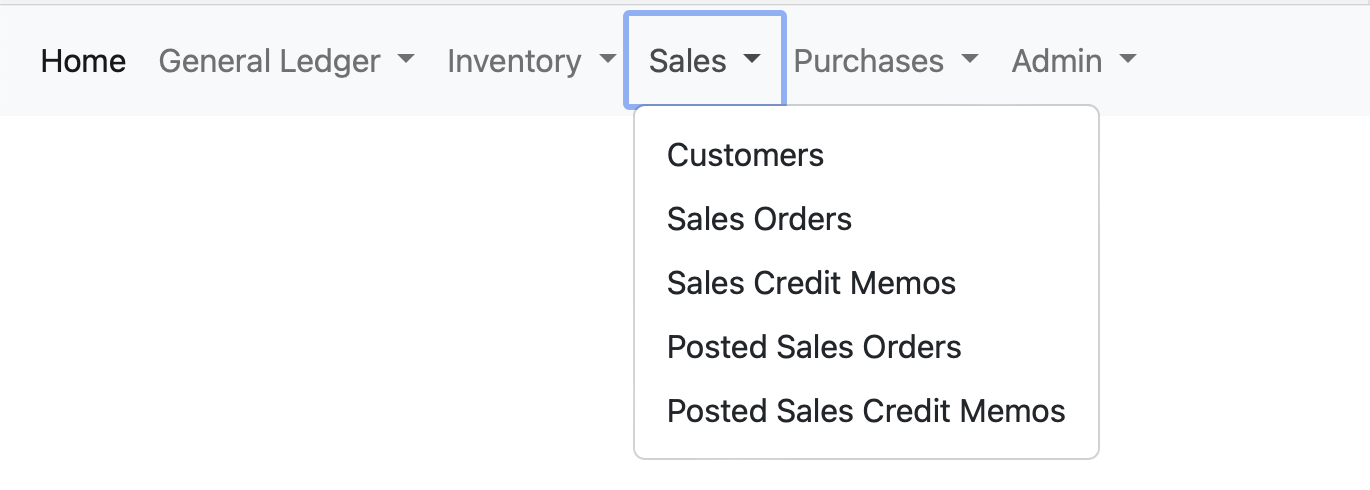 Home General Ledger Inventory Sales Purchases Admin
Customers
Sales Orders
Sales Credit Memos
Posted Sales Orders
Posted Sales Credit Memos